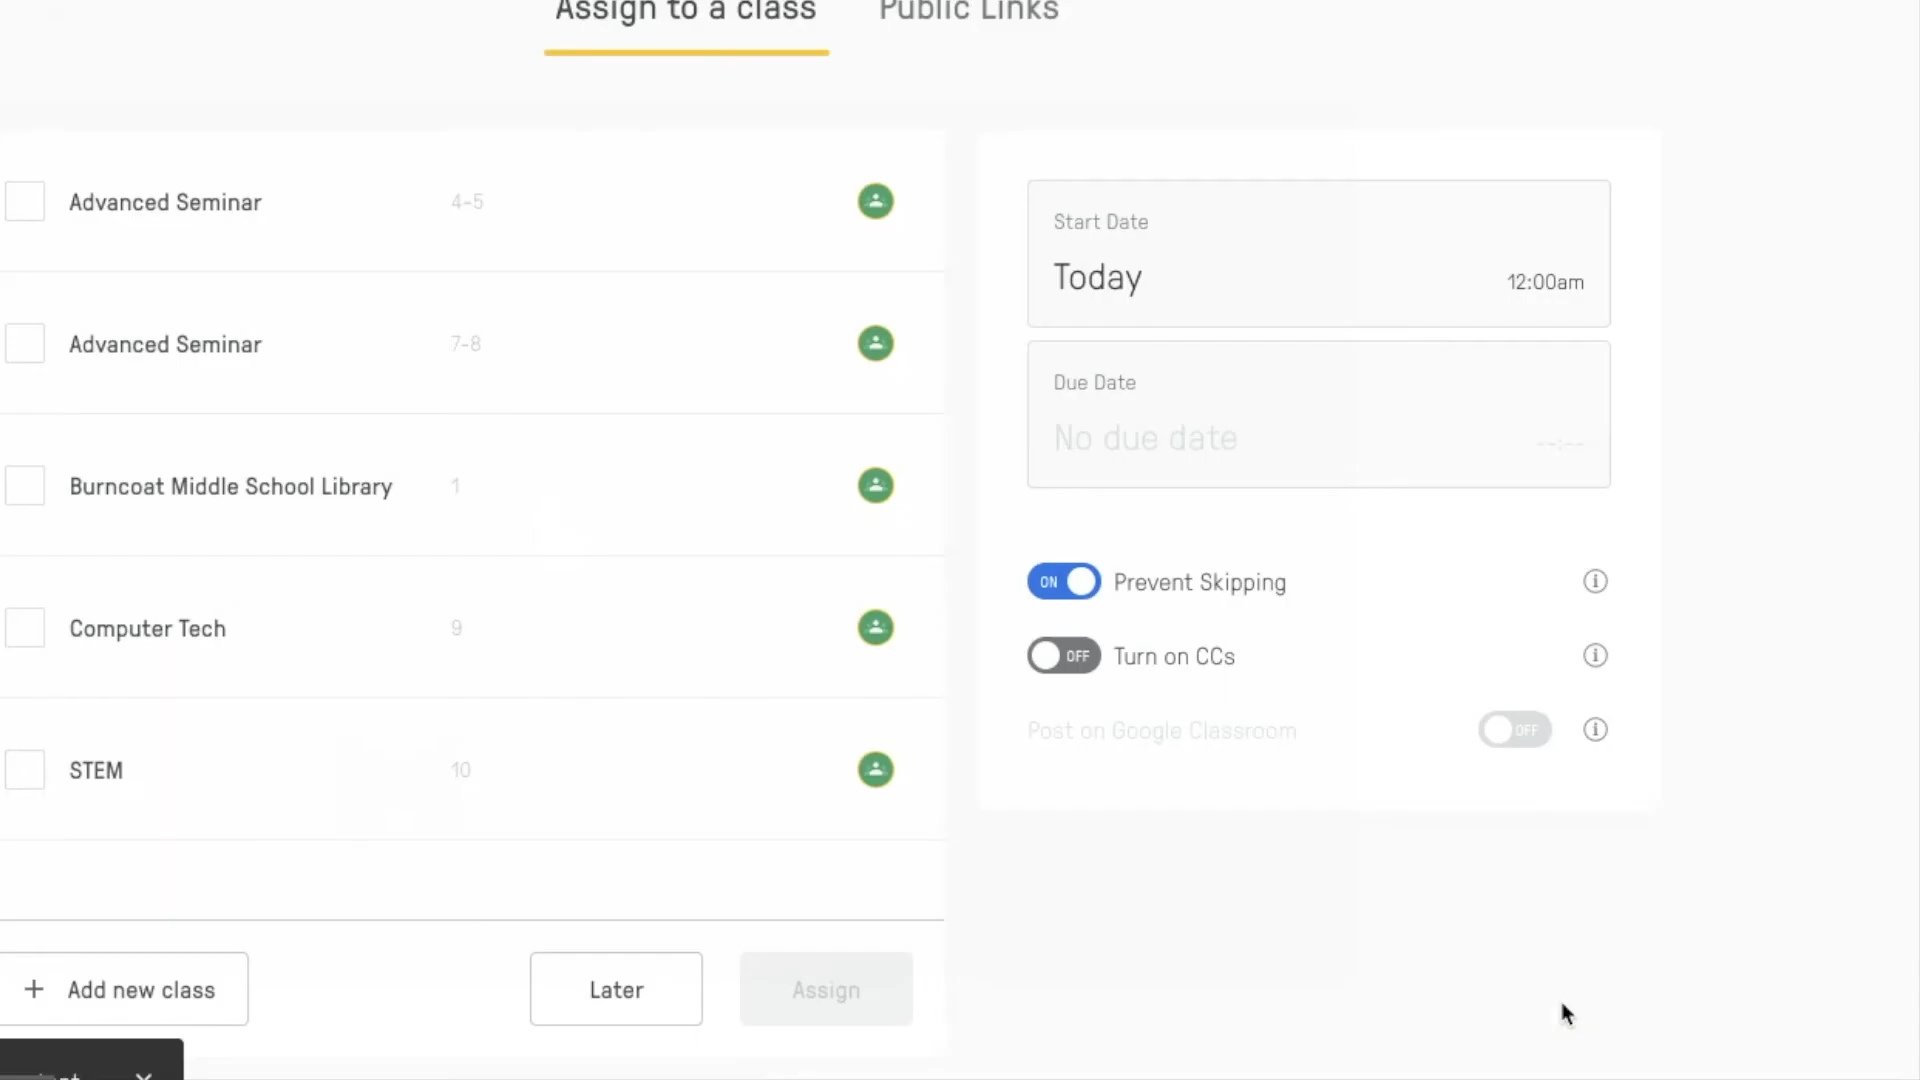 Assign to a class
Public Links
Advanced Seminar 4-5
Advanced Seminar 7-8
Burncoat Middle School Library 1
Computer Tech 9
STEM 10
+ Add new class
Later
Assign
Start Date
Today 12:00am
Due Date
No due date --:--
ON Prevent Skipping
OFF Turn on CCs
Post on Google Classroom OFF